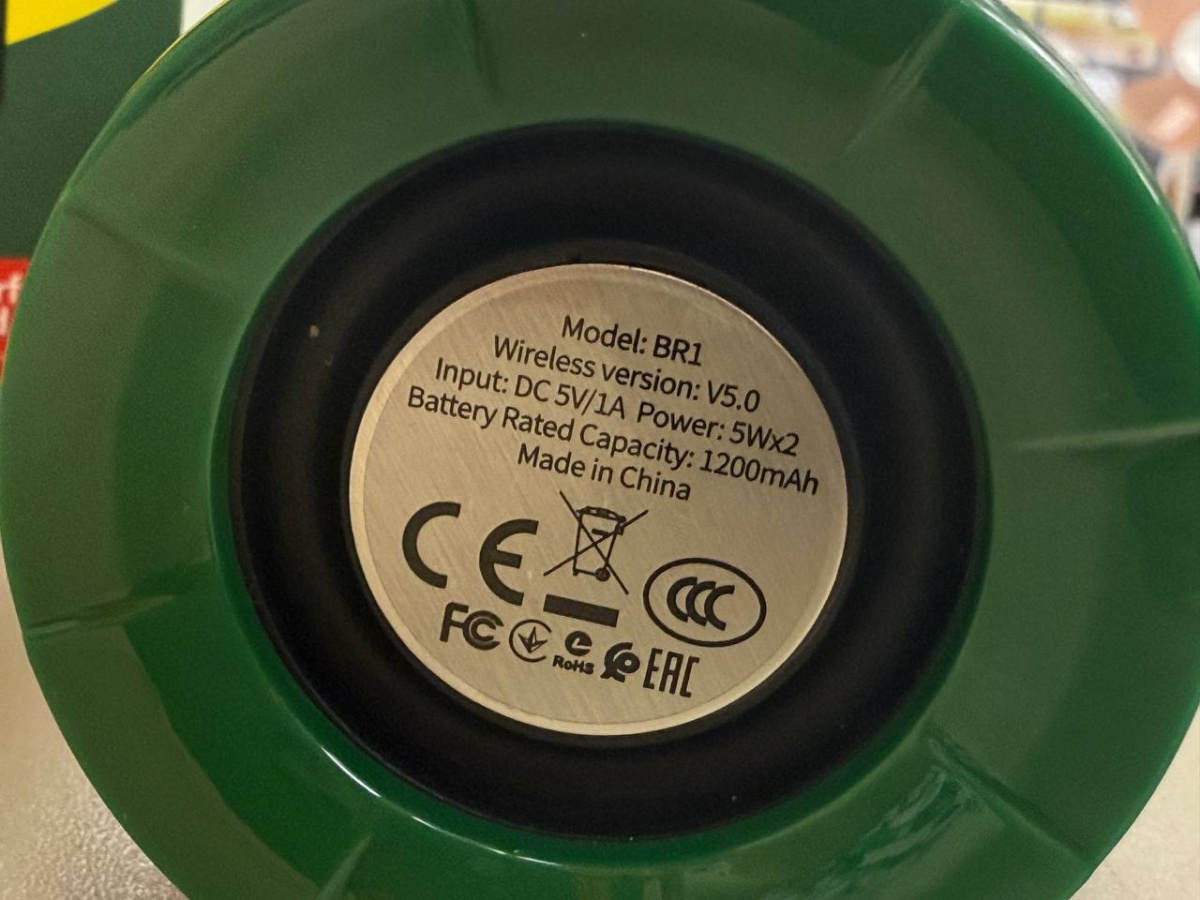 Model: BR1
Wireless version: V5.0
Input: DC 5V/1A Power: 5Wx2
Battery Rated Capacity: 1200mAh
Made in China
CE
CCC
FC
RoHS
EAC